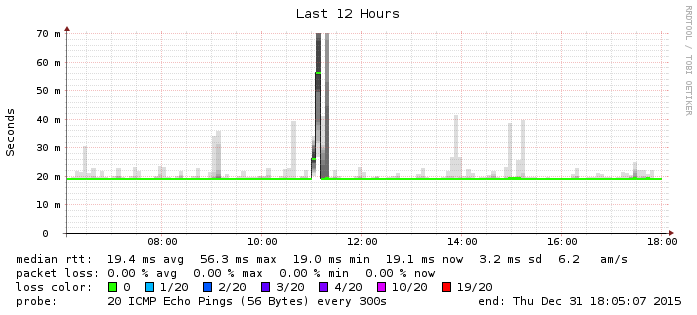 Last 12 Hours
RRDTOOL / TOBI OETIKER
Seconds
70 m
60 m
50 m
40 m
30 m
20 m
10 m
0
08:00 10:00 12:00 14:00 16:00 18:00
median rtt: 19.4 ms avg 56.3 ms max 19.0 ms min 19.1 ms now 3.2 ms sd 6.2 am/s
packet loss: 0.00 % avg 0.00 % max 0.00 % min 0.00 % now
loss color: 0 1/20 2/20 3/20 4/20 10/20 19/20
probe: 20 ICMP Echo Pings (56 Bytes) every 300s end: Thu Dec 31 18:05:07 2015